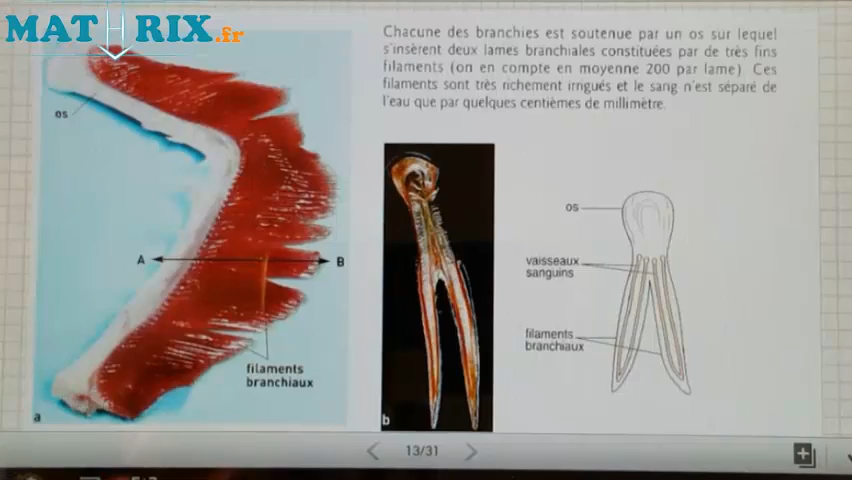 MATHRIX.fr
Chacune des branchies est soutenue par un os sur lequel
s'insèrent deux lames branchiales constituées par de très fins
filaments (on en compte en moyenne 200 par lame). Ces
filaments sont très richement irrigués et le sang n'est séparé de
l'eau que par quelques centièmes de millimètre.
os
A
B
filaments
branchiaux
a
b
os
vaisseaux
sanguins
filaments
branchiaux
13/31